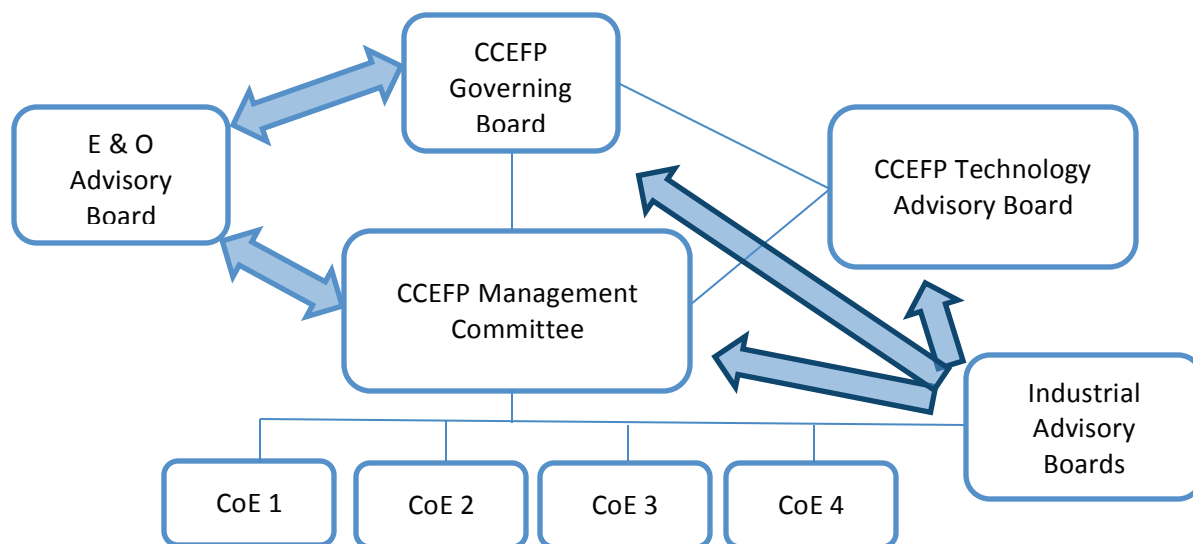 CCEFP
Governing
Board
E & O
Advisory
Board
CCEFP Technology
Advisory Board
CCEFP Management
Committee
Industrial
Advisory
Boards
CoE 1
CoE 2
CoE 3
CoE 4